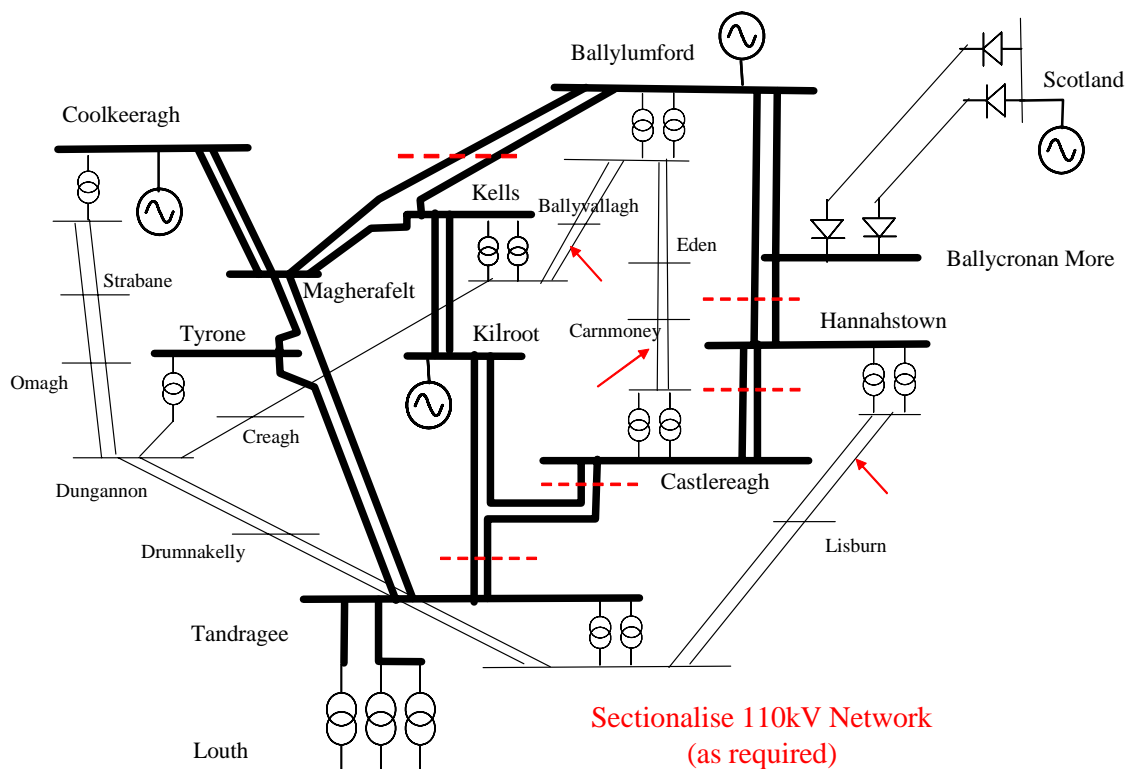 Ballylumford
Scotland
Coolkeeragh
Kells
Ballyvallagh
Eden
Ballycronan More
Strabane
Magherafelt
Hannahstown
Tyrone
Kilroot
Carnmoney
Omagh
Creagh
Castlereagh
Dungannon
Drumnakelly
Lisburn
Tandragee
Sectionalise 110kV Network
(as required)
Louth